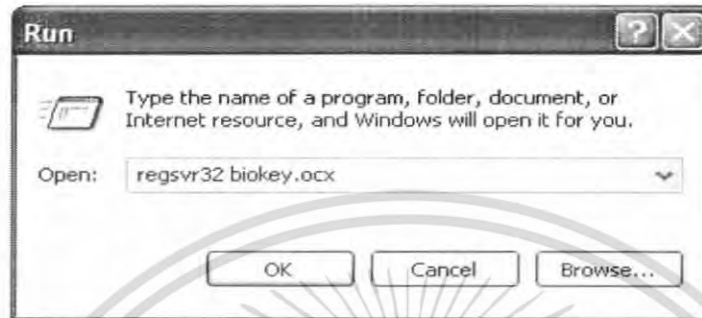 Run
Type the name of a program, folder, document, or
Internet resource, and Windows will open it for you.
Open: regsvr32 biokey.ocx
OK Cancel Browse...